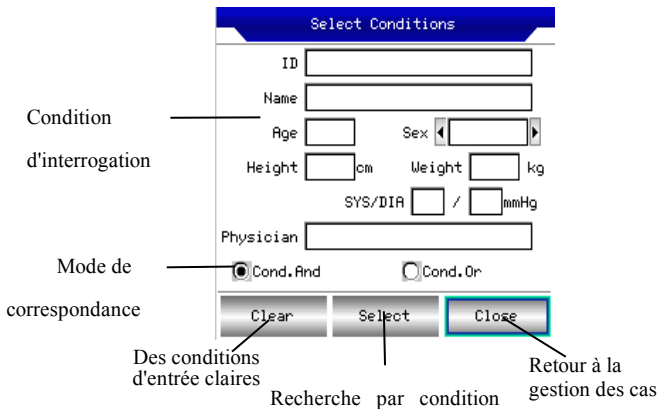 Select Conditions
ID
Name
Condition
d'interrogation
Age Sex
Height cm Weight kg
SYS/DIA / mmHg
Physician
Mode de
correspondance
Cond.And Cond.Or
Clear Select Close
Des conditions
d'entrée claires
Recherche par condition
Retour à la
gestion des cas